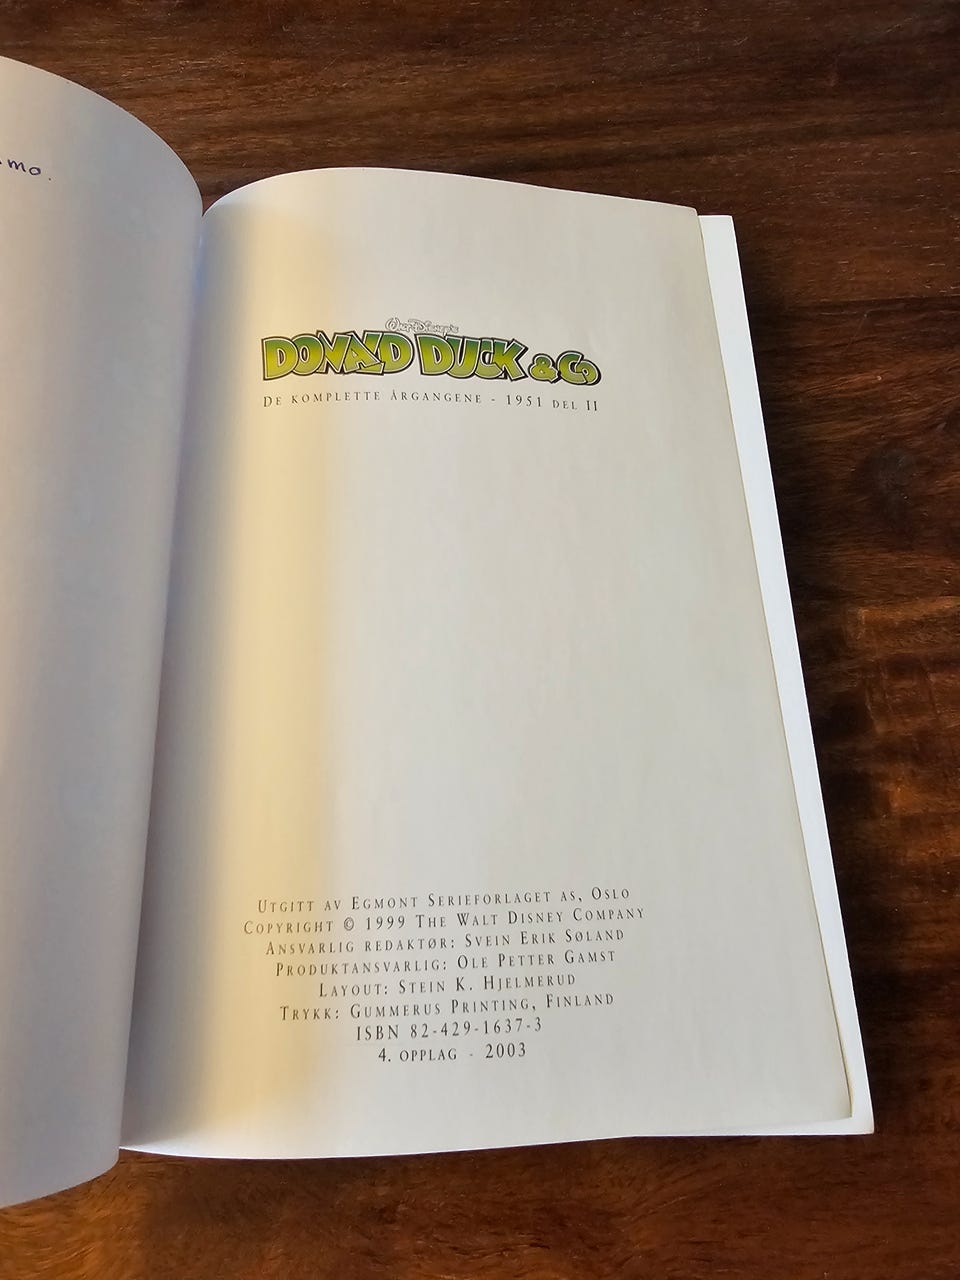 mo.
Walt Disney's
DONALD DUCK & Co
DE KOMPLETTE ÅRGANGENE - 1951 DEL II
UTGITT AV EGMONT SERIEFORLAGET AS, OSLO
COPYRIGHT © 1999 THE WALT DISNEY COMPANY
ANSVARLIG REDAKTØR: SVEIN ERIK SØLAND
PRODUKTANSVARLIG: OLE PETTER GAMST
LAYOUT: STEIN K. HJELMERUD
TRYKK: GUMMERUS PRINTING, FINLAND
ISBN 82-429-1637-3
4. OPPLAG - 2003